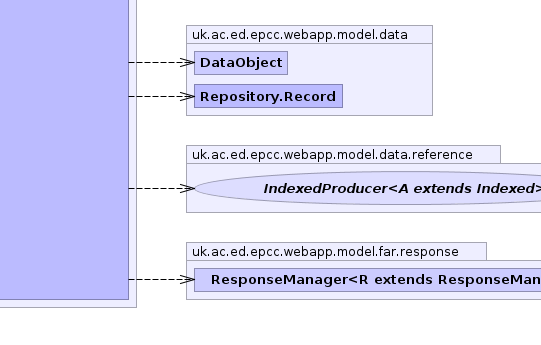 uk.ac.ed.epcc.webapp.model.data
DataObject
Repository.Record
uk.ac.ed.epcc.webapp.model.data.reference
IndexedProducer<A extends Indexed>
uk.ac.ed.epcc.webapp.model.far.response
ResponseManager<R extends ResponseMan